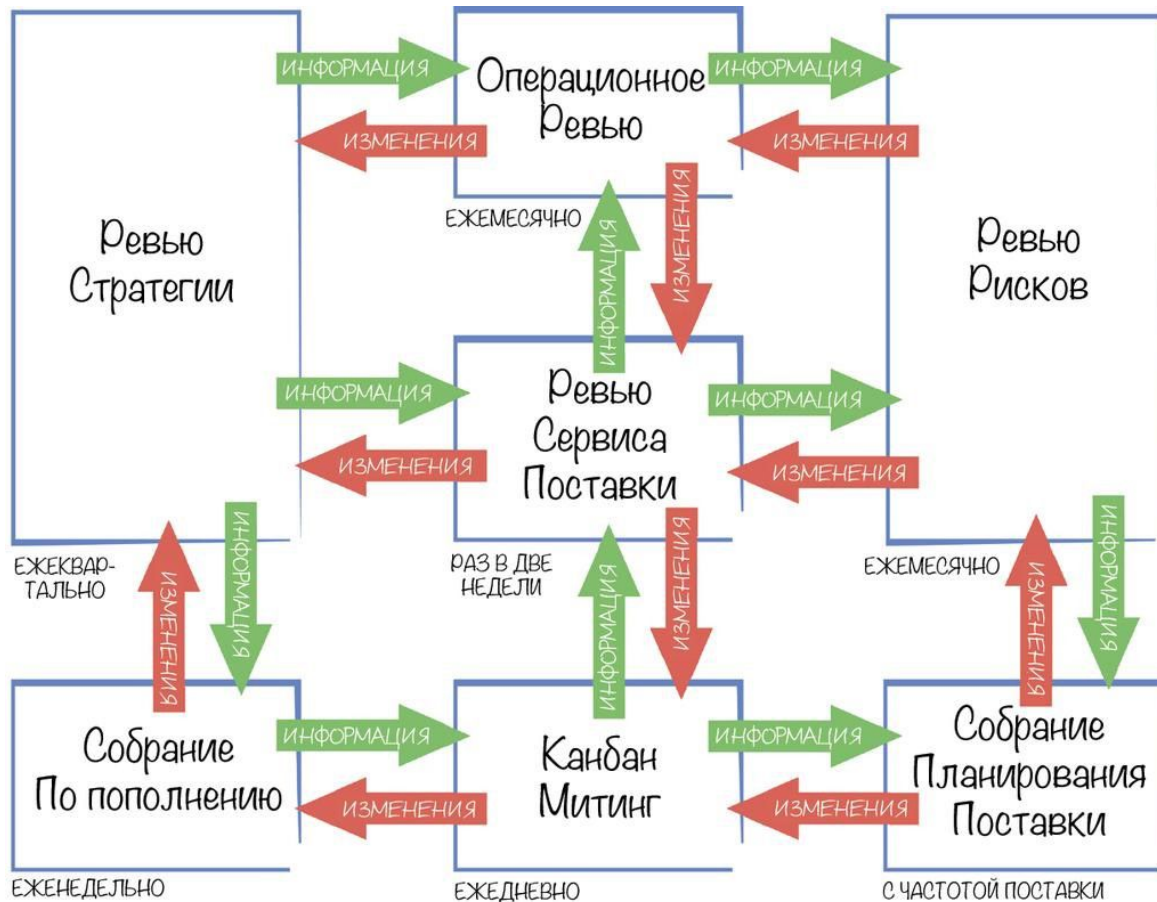 ИНФОРМАЦИЯ
ИЗМЕНЕНИЯ
Операционное
Ревью
ЕЖЕМЕСЯЧНО
ИНФОРМАЦИЯ
ИЗМЕНЕНИЯ
Ревью
Стратегии
ЕЖЕКВАР-
ТАЛЬНО
ИНФОРМАЦИЯ
ИЗМЕНЕНИЯ
Ревью
Рисков
ЕЖЕМЕСЯЧНО
ИНФОРМАЦИЯ
ИЗМЕНЕНИЯ
Ревью
Сервиса
Поставки
РАЗ В ДВЕ
НЕДЕЛИ
ИНФОРМАЦИЯ
ИЗМЕНЕНИЯ
ИЗМЕНЕНИЯ
ИНФОРМАЦИЯ
ИНФОРМАЦИЯ
ИЗМЕНЕНИЯ
ИЗМЕНЕНИЯ
ИНФОРМАЦИЯ
Собрание
По пополнению
ЕЖЕНЕДЕЛЬНО
ИНФОРМАЦИЯ
ИЗМЕНЕНИЯ
Канбан
Митинг
ЕЖЕДНЕВНО
ИНФОРМАЦИЯ
ИЗМЕНЕНИЯ
Собрание
Планирования
Поставки
С ЧАСТОТОЙ ПОСТАВКИ